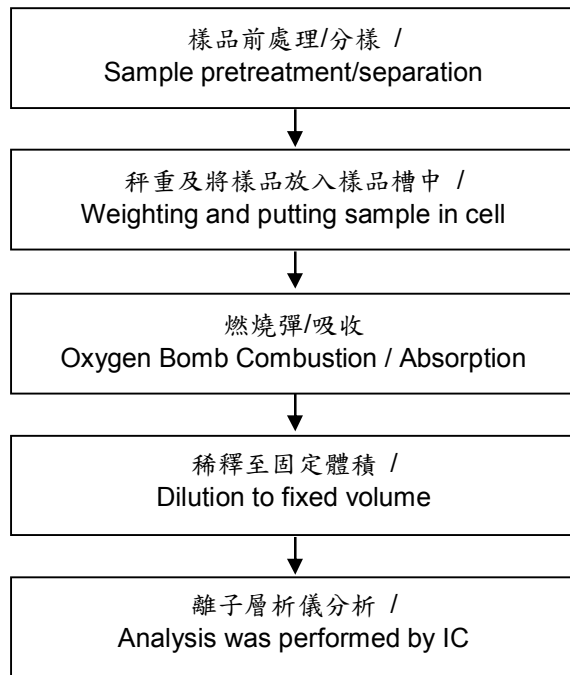 樣品前處理/分樣 /
Sample pretreatment/separation
秤重及將樣品放入樣品槽中 /
Weighting and putting sample in cell
燃燒彈/吸收
Oxygen Bomb Combustion / Absorption
稀釋至固定體積 /
Dilution to fixed volume
離子層析儀分析 /
Analysis was performed by IC